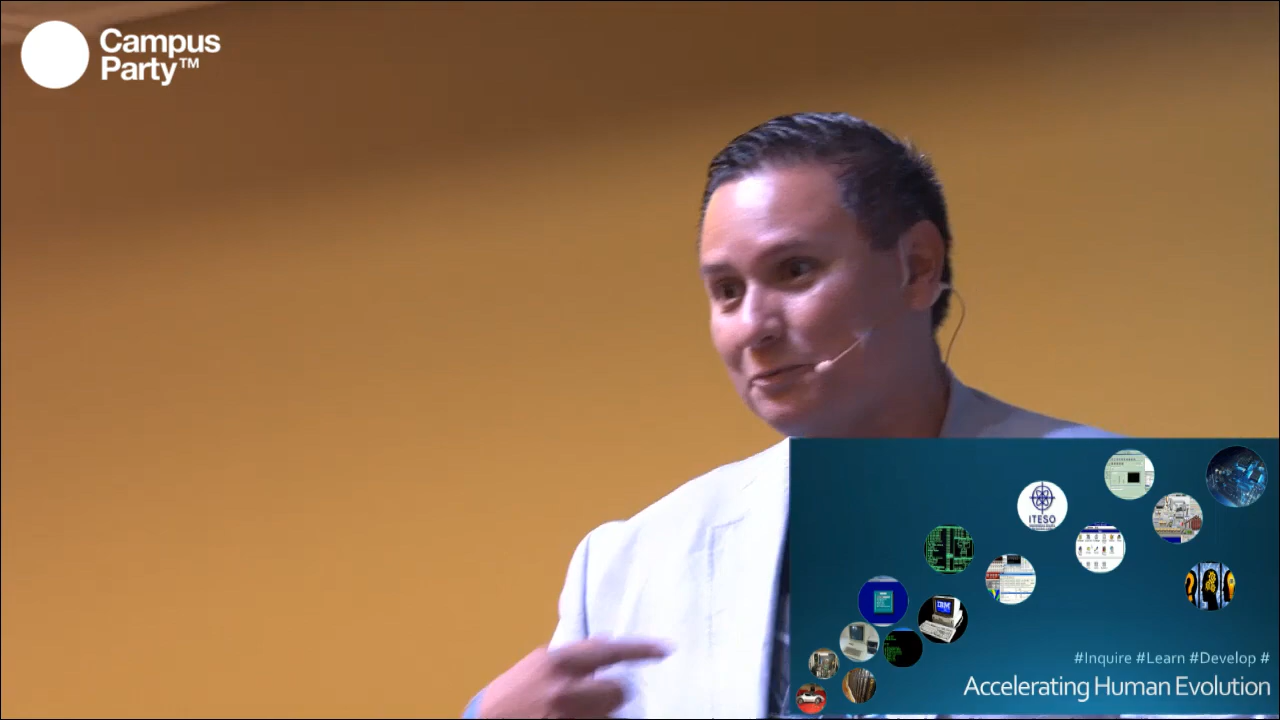 Campus
Party™
ITESO
#Inquire #Learn #Develop #
Accelerating Human Evolution